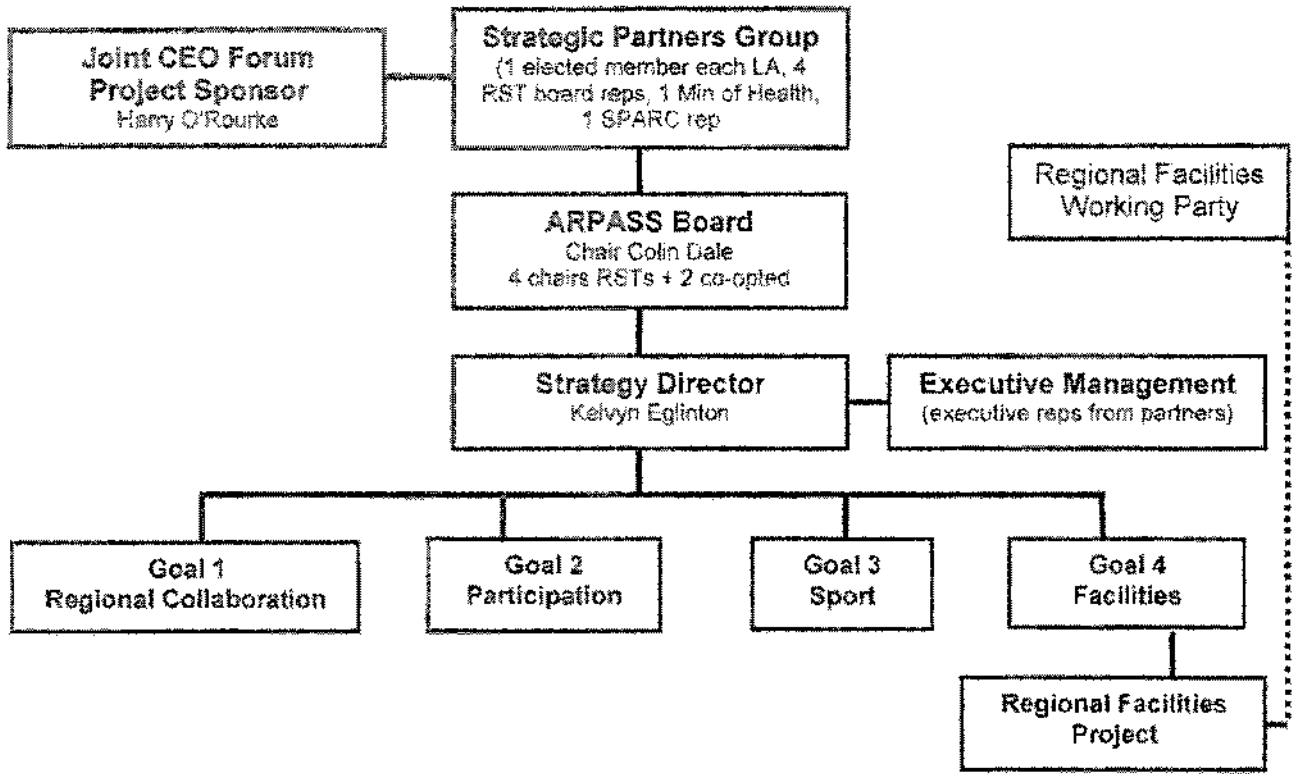 Joint CEO Forum
Project Sponsor
Harry O'Rourke
Strategic Partners Group
(1 elected member each LA, 4
RST board reps, 1 Min of Health,
1 SPARC rep
Regional Facilities
Working Party
ARPASS Board
Chair Colin Dale
4 chairs RSTs + 2 co-opted
Strategy Director
Kelvyn Eglinton
Executive Management
(executive reps from partners)
Goal 1
Regional Collaboration
Goal 2
Participation
Goal 3
Sport
Goal 4
Facilities
Regional Facilities
Project